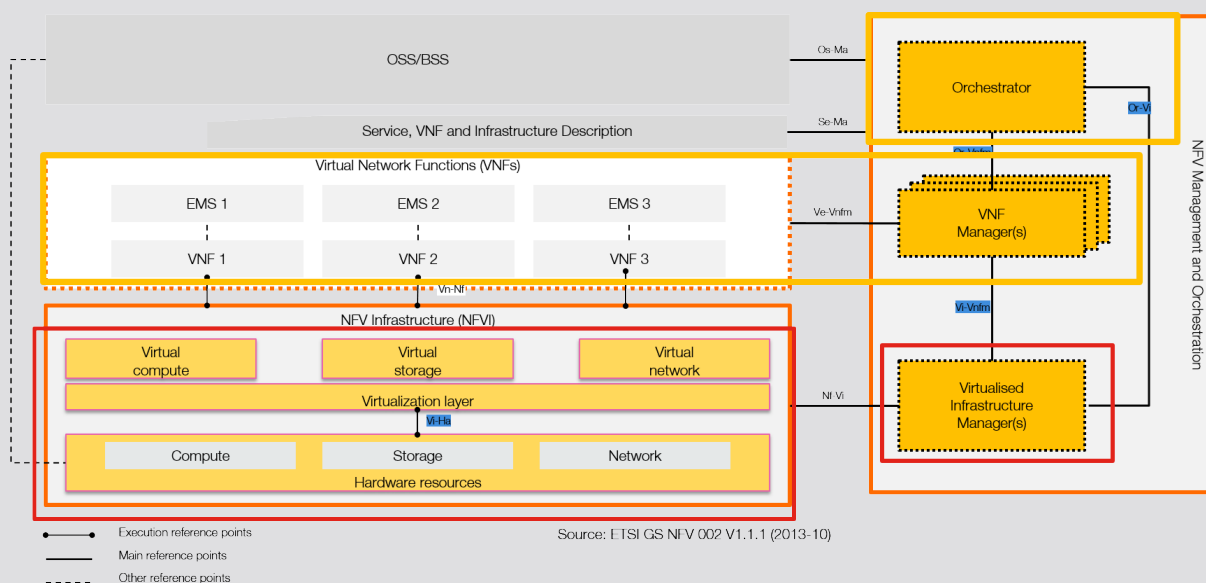 OSS/BSS
Os-Ma
Orchestrator
Or-Vi
Service, VNF and Infrastructure Description
Se-Ma
Or-Vnfm
Virtual Network Functions (VNFs)
EMS 1
EMS 2
EMS 3
Ve-Vnfm
VNF
Manager(s)
VNF 1
VNF 2
VNF 3
Vn-Nf
NFV Management and Orchestration
NFV Infrastructure (NFVI)
Vi-Vnfm
Virtual
compute
Virtual
storage
Virtual
network
Virtualization layer
Nf-Vi
Virtualised
Infrastructure
Manager(s)
Vi-Ha
Compute
Storage
Network
Hardware resources
Execution reference points
Source: ETSI GS NFV 002 V1.1.1 (2013-10)
Main reference points
Other reference points